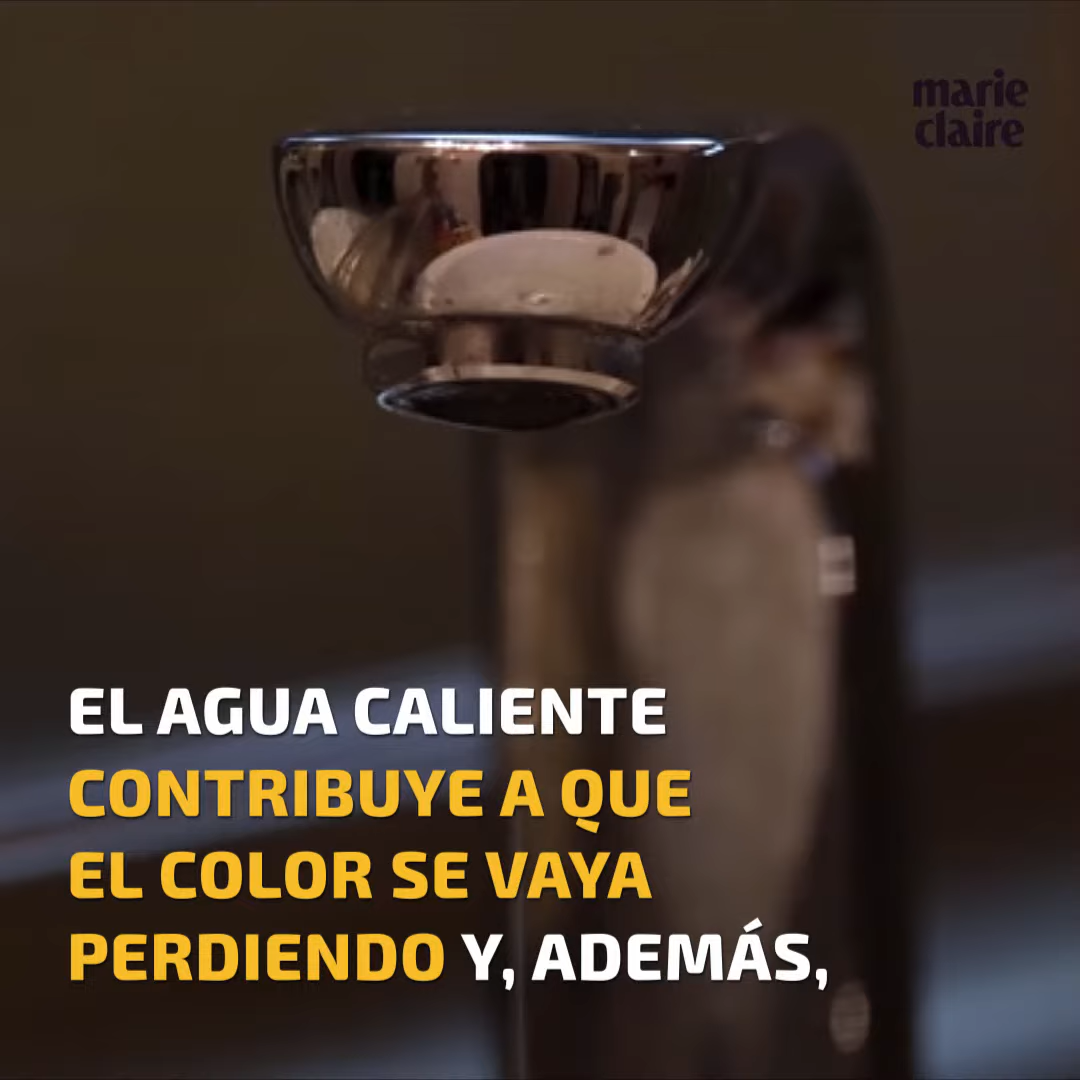 marie
claire
EL AGUA CALIENTE
CONTRIBUYE A QUE
EL COLOR SE VAYA
PERDIENDO Y, ADEMÁS,